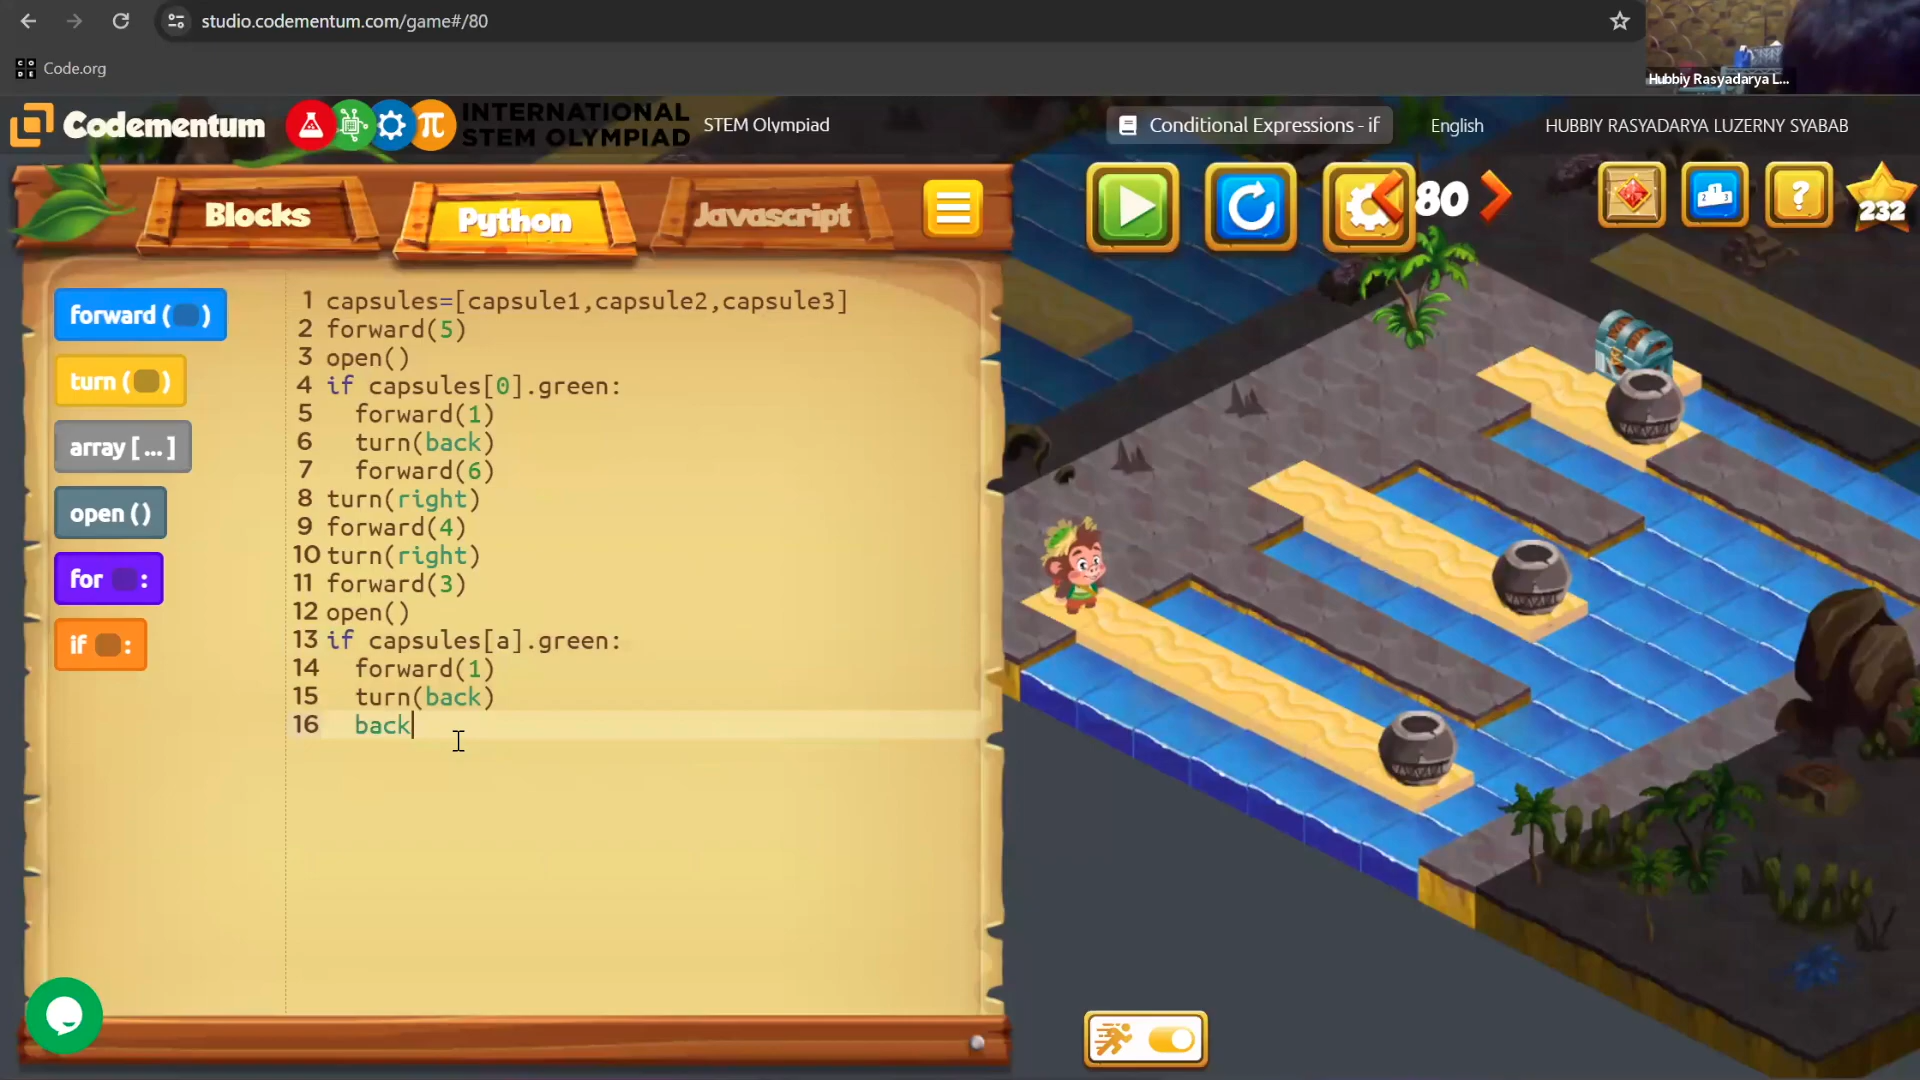 studio.codementum.com/game#/80
Code.org
Hubbiy Rasyadarya L...
Codementum
π
INTERNATIONAL
STEM OLYMPIAD
STEM Olympiad
Conditional Expressions - if
English
HUBBIY RASYADARYA LUZERNY SYABAB
Blocks
Python
Javascript
80
1 2 3
?
232
forward ( )
turn ( )
array [ ... ]
open ()
for :
if :
1 capsules=[capsule1,capsule2,capsule3]
2 forward(5)
3 open()
4 if capsules[0].green:
5 forward(1)
6 turn(back)
7 forward(6)
8 turn(right)
9 forward(4)
10 turn(right)
11 forward(3)
12 open()
13 if capsules[a].green:
14 forward(1)
15 turn(back)
16 back